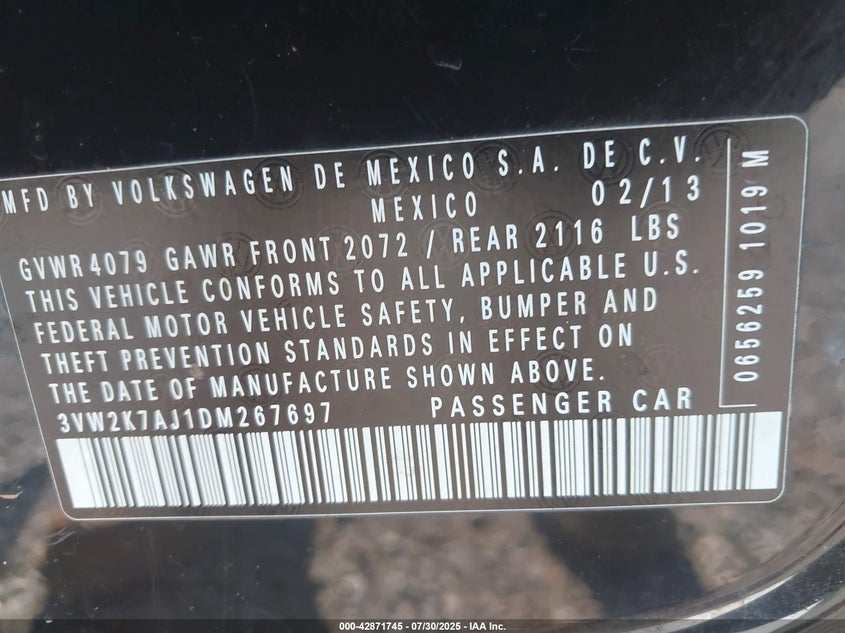 MFD BY VOLKSWAGEN DE MEXICO S.A. DE C.V.
MEXICO 02/13
GVWR4079 GAWR FRONT 2072 / REAR 2116 LBS
THIS VEHICLE CONFORMS TO ALL APPLICABLE U.S.
FEDERAL MOTOR VEHICLE SAFETY, BUMPER AND
THEFT PREVENTION STANDARDS IN EFFECT ON
THE DATE OF MANUFACTURE SHOWN ABOVE.
3VW2K7AJ1DM267697 PASSENGER CAR
0656259 1019 M
000-42871745 / 07/30/2025 - IAA Inc.